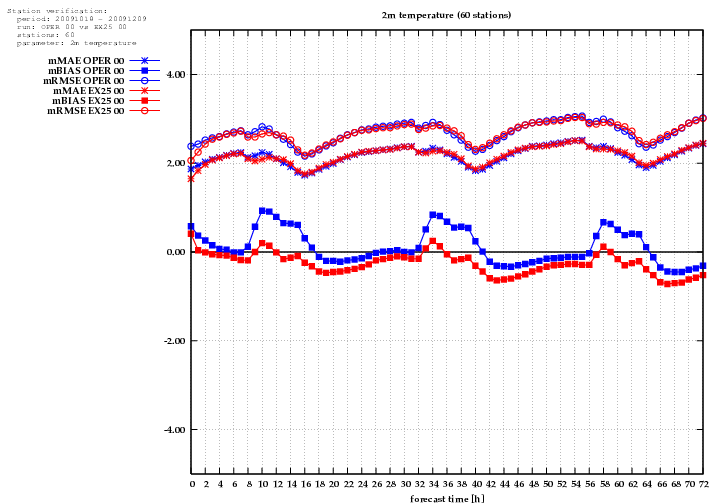 Station verification:
period: 20091018 - 20091209
run: OPER 00 vs EX25 00
stations: 60
parameter: 2m temperature
2m temperature (60 stations)
mMAE OPER 00
mBIAS OPER 00
mRMSE OPER 00
mMAE EX25 00
mBIAS EX25 00
mRMSE EX25 00
4.00
2.00
0.00
-2.00
-4.00
0 2 4 6 8 10 12 14 16 18 20 22 24 26 28 30 32 34 36 38 40 42 44 46 48 50 52 54 56 58 60 62 64 66 68 70 72
forecast time [h]